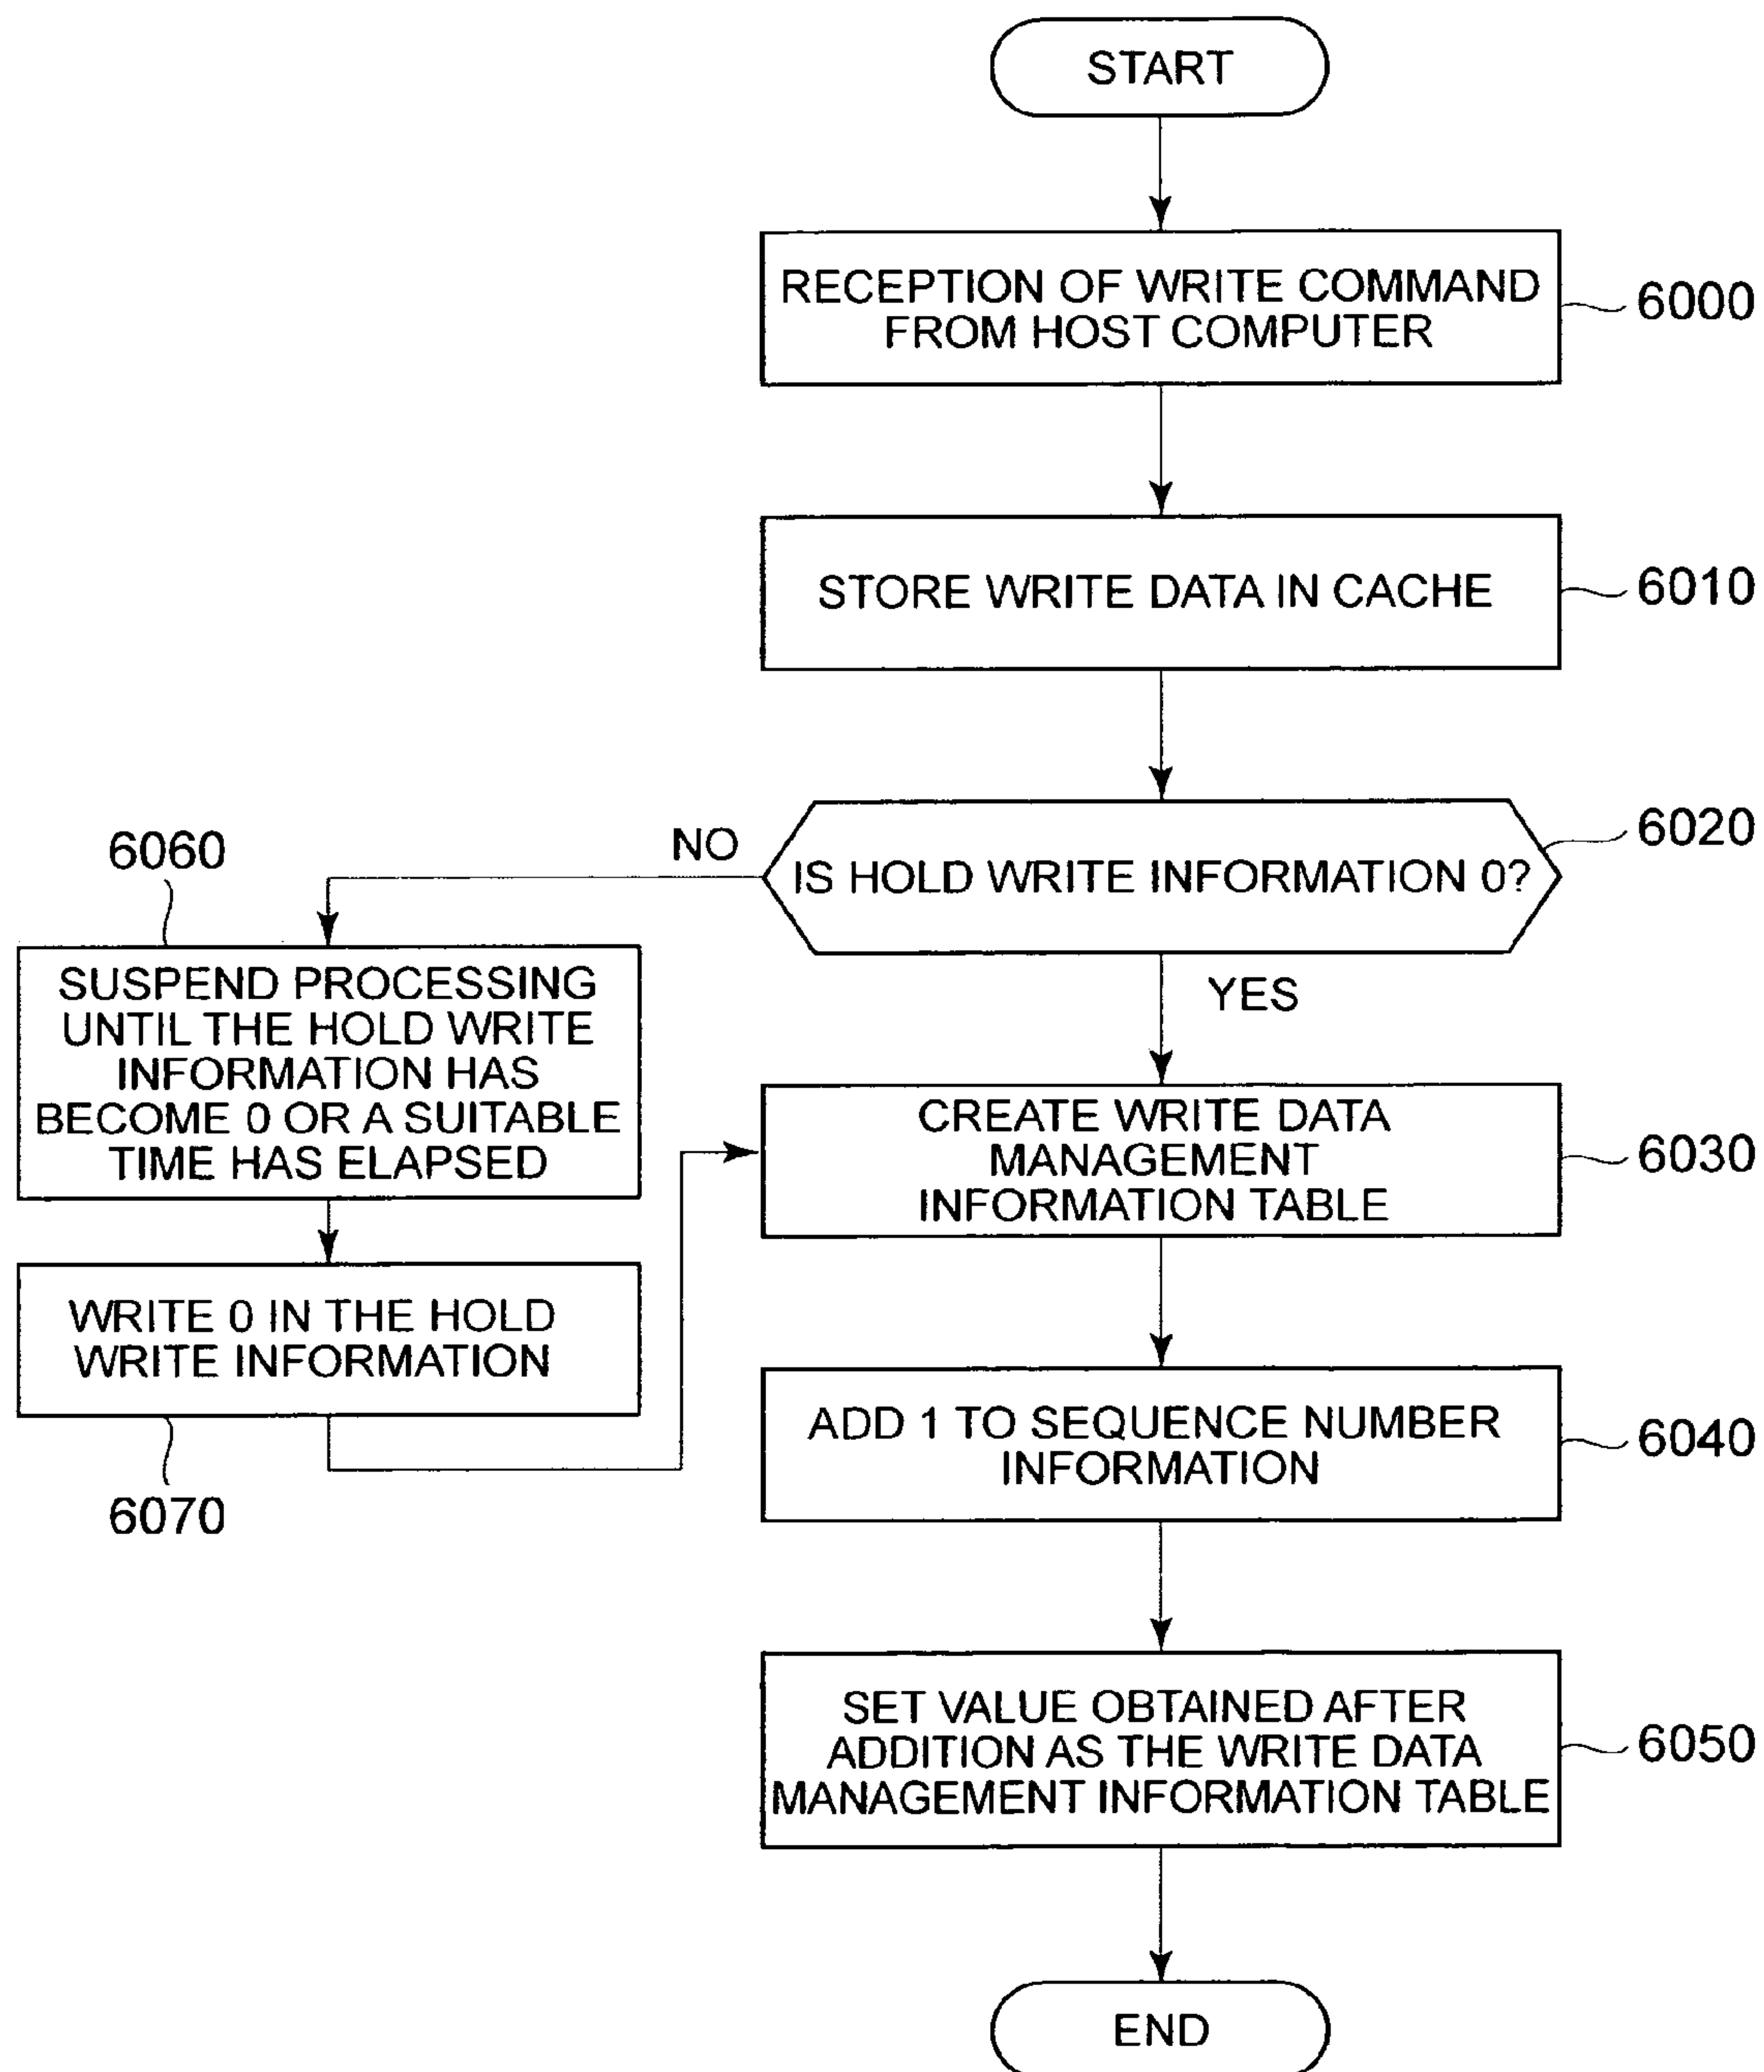 START
RECEPTION OF WRITE COMMAND
FROM HOST COMPUTER
6000
STORE WRITE DATA IN CACHE
6010
IS HOLD WRITE INFORMATION 0?
6020
NO
YES
6060
SUSPEND PROCESSING
UNTIL THE HOLD WRITE
INFORMATION HAS
BECOME 0 OR A SUITABLE
TIME HAS ELAPSED
WRITE 0 IN THE HOLD
WRITE INFORMATION
6070
CREATE WRITE DATA
MANAGEMENT
INFORMATION TABLE
6030
ADD 1 TO SEQUENCE NUMBER
INFORMATION
6040
SET VALUE OBTAINED AFTER
ADDITION AS THE WRITE DATA
MANAGEMENT INFORMATION TABLE
6050
END